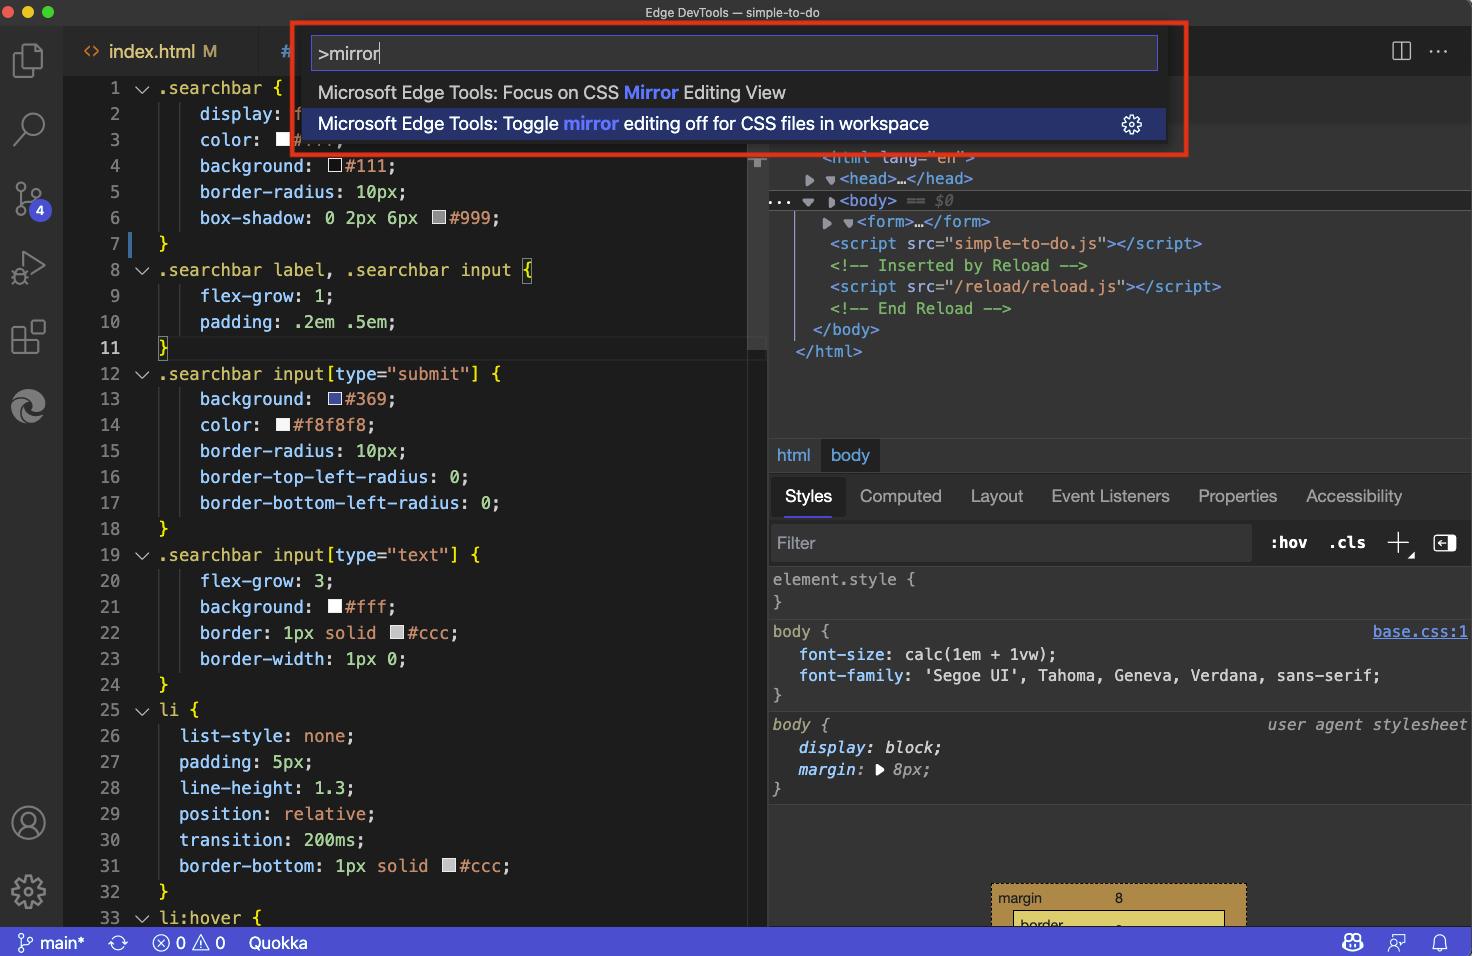 Edge DevTools — simple-to-do
index.html M
#
>mirror
Microsoft Edge Tools: Focus on CSS Mirror Editing View
Microsoft Edge Tools: Toggle mirror editing off for CSS files in workspace
1 .searchbar {
2 display: f
3 color:
4 background: #111;
5 border-radius: 10px;
6 box-shadow: 0 2px 6px #999;
7 }
8 .searchbar label, .searchbar input {
9 flex-grow: 1;
10 padding: .2em .5em;
11 }
12 .searchbar input[type="submit"] {
13 background: #369;
14 color: #f8f8f8;
15 border-radius: 10px;
16 border-top-left-radius: 0;
17 border-bottom-left-radius: 0;
18 }
19 .searchbar input[type="text"] {
20 flex-grow: 3;
21 background: #fff;
22 border: 1px solid #ccc;
23 border-width: 1px 0;
24 }
25 li {
26 list-style: none;
27 padding: 5px;
28 line-height: 1.3;
29 position: relative;
30 transition: 200ms;
31 border-bottom: 1px solid #ccc;
32 }
33 li:hover {
<html lang="en">
<head>…</head>
… <body> == $0
<form>…</form>
<script src="simple-to-do.js"></script>
<!-- Inserted by Reload -->
<script src="/reload/reload.js"></script>
<!-- End Reload -->
</body>
</html>
html body
Styles Computed Layout Event Listeners Properties Accessibility
Filter :hov .cls
element.style {
}
body { base.css:1
font-size: calc(1em + 1vw);
font-family: 'Segoe UI', Tahoma, Geneva, Verdana, sans-serif;
}
body { user agent stylesheet
display: block;
margin: 8px;
}
margin 8
border
4
main* 0 0 Quokka